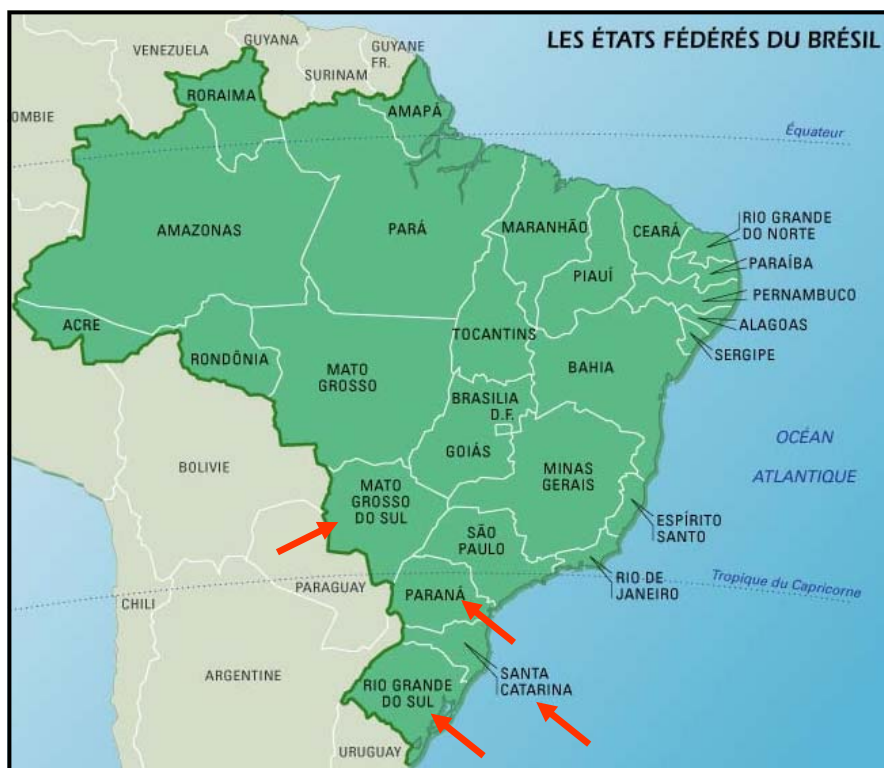 LES ÉTATS FÉDÉRÉS DU BRÉSIL
VENEZUELA
GUYANA
GUYANE
FR.
SURINAM
OMBIE
RORAIMA
AMAPÁ
Équateur
AMAZONAS
PARÁ
MARANHÃO
CEARÁ
RIO GRANDE
DO NORTE
PARAÍBA
PIAUÍ
PERNAMBUCO
ALAGOAS
SERGIPE
ACRE
RONDÔNIA
MATO
GROSSO
TOCANTINS
BAHIA
BRASILIA
D.F.
GOIÁS
MINAS
GERAIS
OCÉAN
ATLANTIQUE
BOLIVIE
MATO
GROSSO
DO SUL
ESPÍRITO
SANTO
SÃO
PAULO
RIO DE
JANEIRO
Tropique du Capricorne
PARAGUAY
CHILI
PARANÁ
ARGENTINE
SANTA
CATARINA
RIO GRANDE
DO SUL
URUGUAY